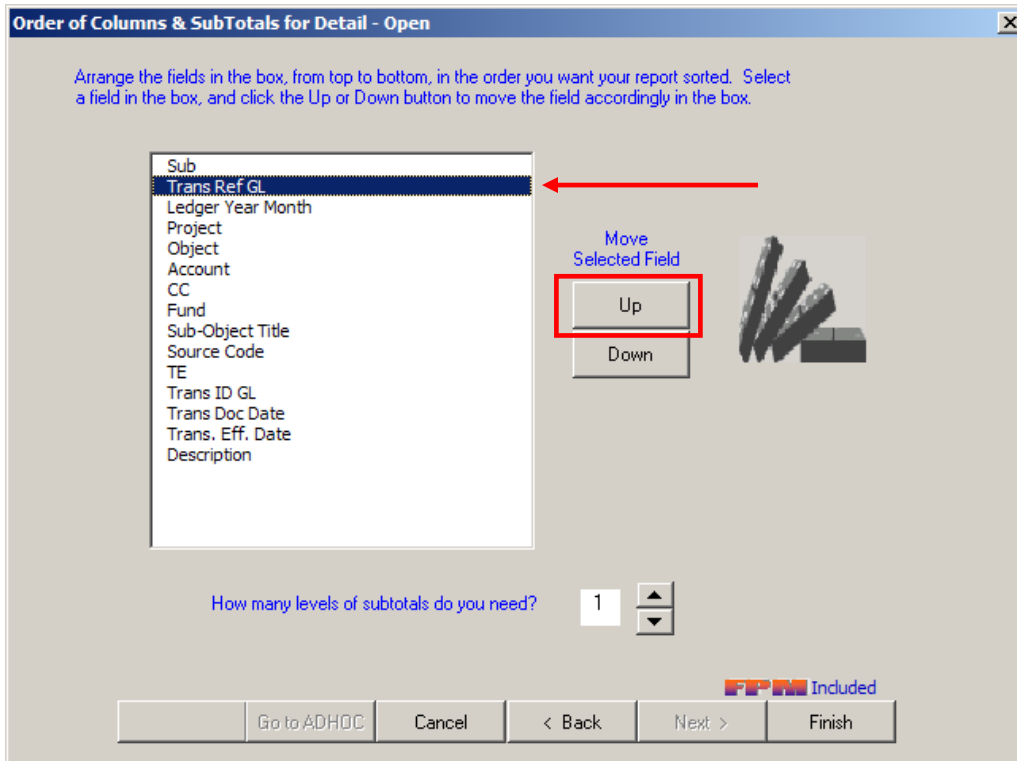 Order of Columns & SubTotals for Detail - Open
Arrange the fields in the box, from top to bottom, in the order you want your report sorted. Select
a field in the box, and click the Up or Down button to move the field accordingly in the box.
Sub
Trans Ref GL
Ledger Year Month
Project
Object
Account
CC
Fund
Sub-Object Title
Source Code
TE
Trans ID GL
Trans Doc Date
Trans. Eff. Date
Description
Move
Selected Field
Up
Down
How many levels of subtotals do you need? 1
FPM Included
Go to ADHOC Cancel < Back Next > Finish